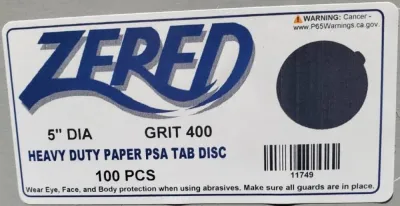 ⚠ WARNING: Cancer -
www.P65Warnings.ca.gov
ZERED
5" DIA GRIT 400
HEAVY DUTY PAPER PSA TAB DISC
100 PCS
11749
Wear Eye, Face, and Body protection when using abrasives. Make sure all guards are in place.